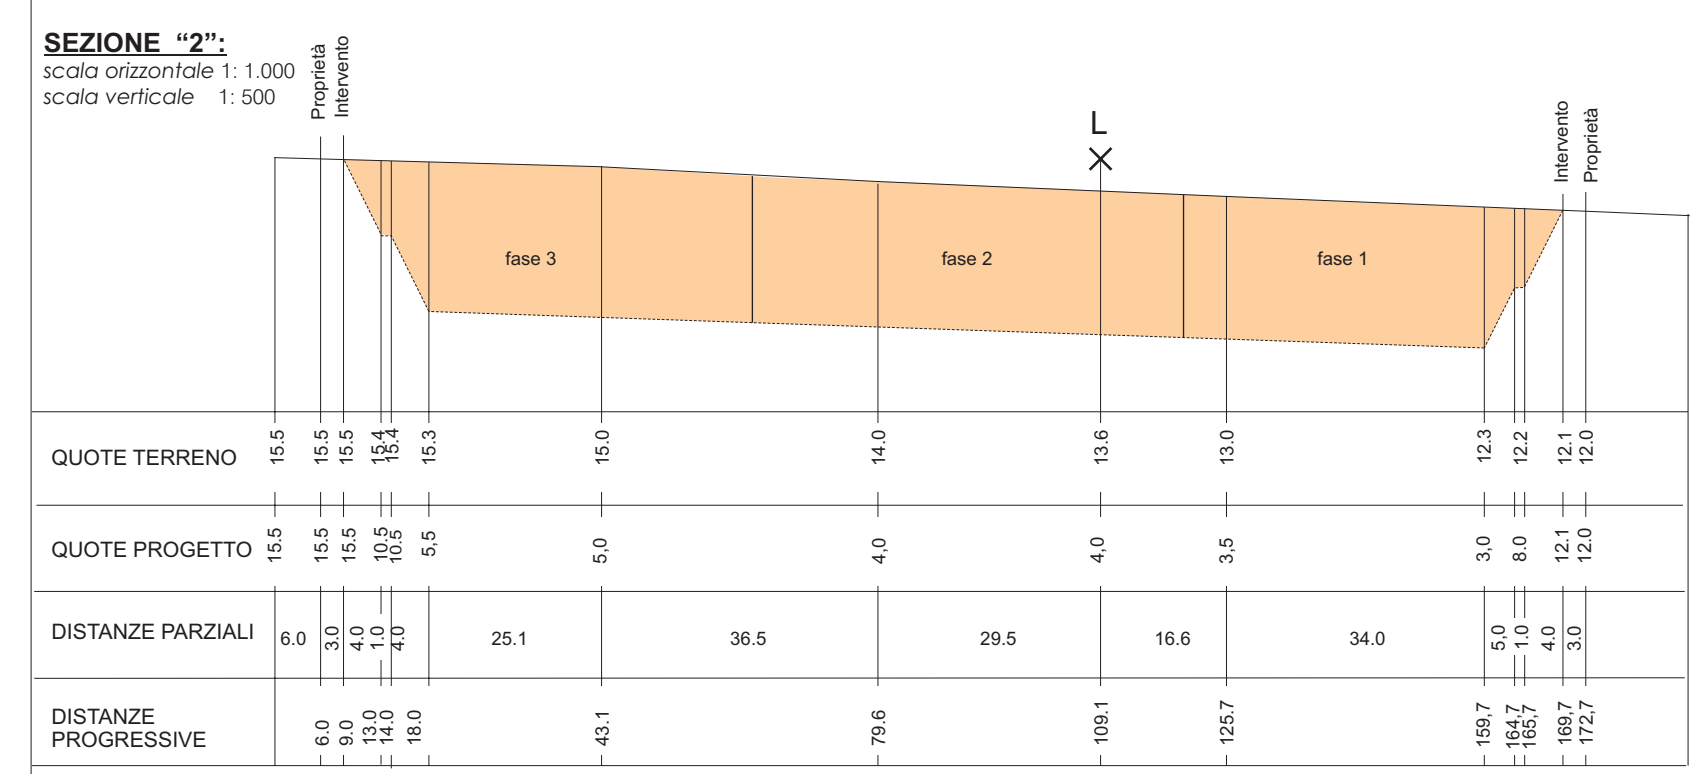 SEZIONE “2”:
scala orizzontale 1: 1.000
scala verticale 1: 500
Proprietà
Intervento
L
Intervento
Proprietà
fase 3
fase 2
fase 1
QUOTE TERRENO
15.5 15.5 15.5 15.4 15.4 15.3 15.0 14.0 13.6 13.0 12.3 12.2 12.1 12.0
QUOTE PROGETTO
15.5 15.5 15.5 10.5 10.5 5,5 5,0 4,0 4,0 3,5 3,0 8.0 12.1 12.0
DISTANZE PARZIALI
6.0 3.0 4.0 1.0 4.0 25.1 36.5 29.5 16.6 34.0 5,0 1.0 4.0 3.0
DISTANZE
PROGRESSIVE
6.0 9.0 13.0 14.0 18.0 43.1 79.6 109.1 125.7 159,7 164,7 165,7 169,7 172,7